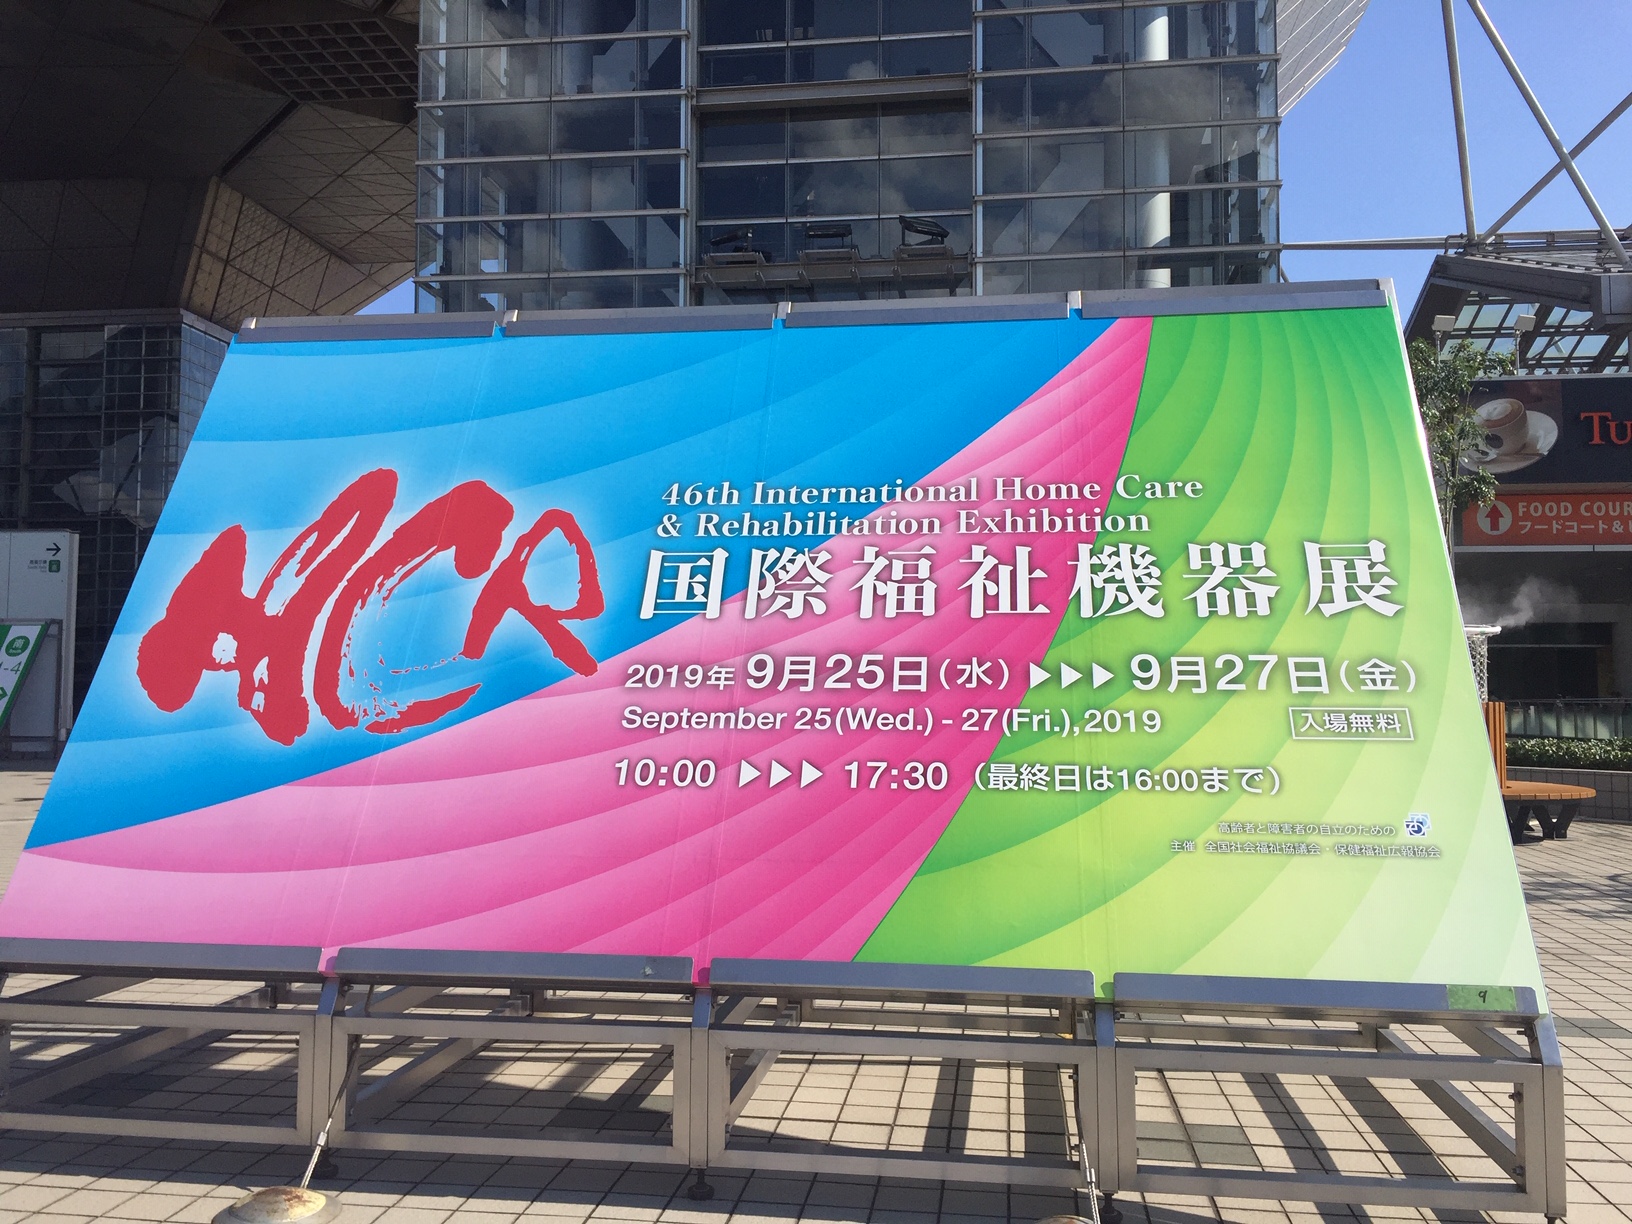 HCR
46th International Home Care
& Rehabilitation Exhibition
国際福祉機器展
2019年 9月25日(水) ▶▶▶ 9月27日(金)
September 25(Wed.) - 27(Fri.), 2019 入場無料
10:00 ▶▶▶ 17:30 (最終日は16:00まで)
高齢者と障害者の自立のための
主催 全国社会福祉協議会・保健福祉広報協会
9
Tu
FOOD COUR
フードコート&
南
1-4